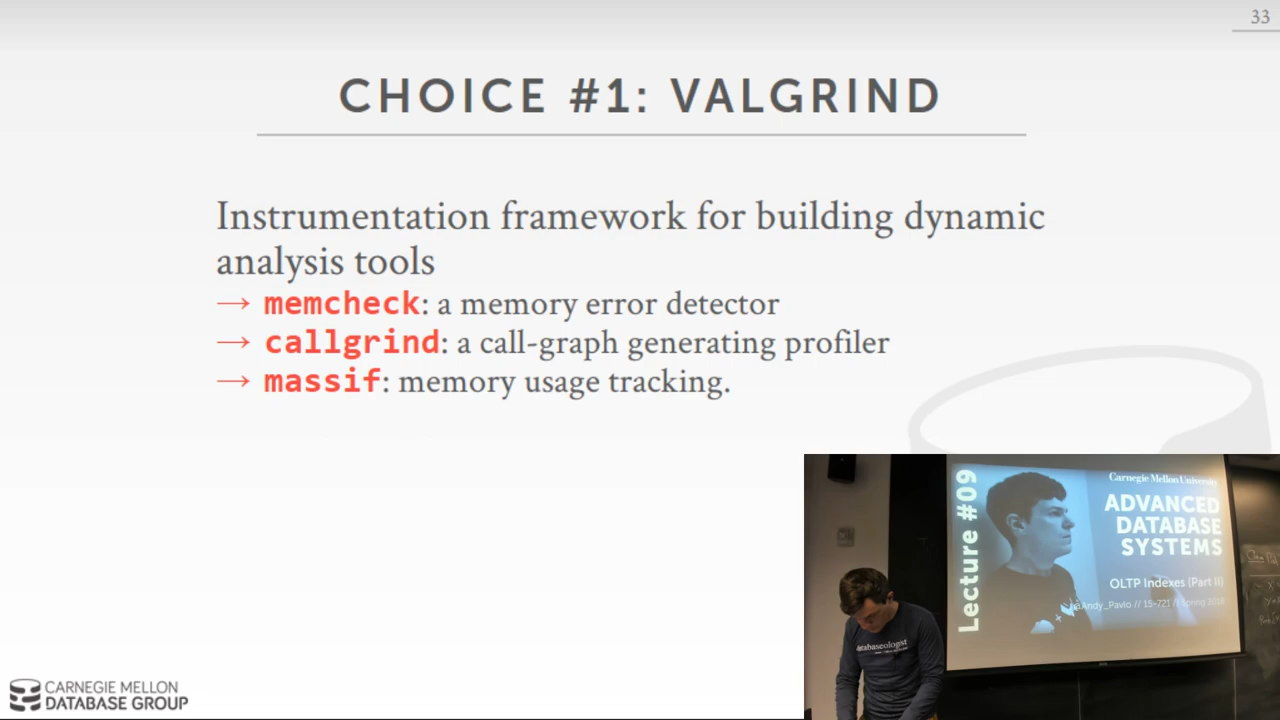 33
CHOICE #1: VALGRIND
Instrumentation framework for building dynamic
analysis tools
→ memcheck: a memory error detector
→ callgrind: a call-graph generating profiler
→ massif: memory usage tracking.
Lecture #09
Carnegie Mellon University
ADVANCED
DATABASE
SYSTEMS
OLTP Indexes (Part II)
@Andy_Pavlo // 15-721 // Spring 2018
databaseologist
CARNEGIE MELLON
DATABASE GROUP